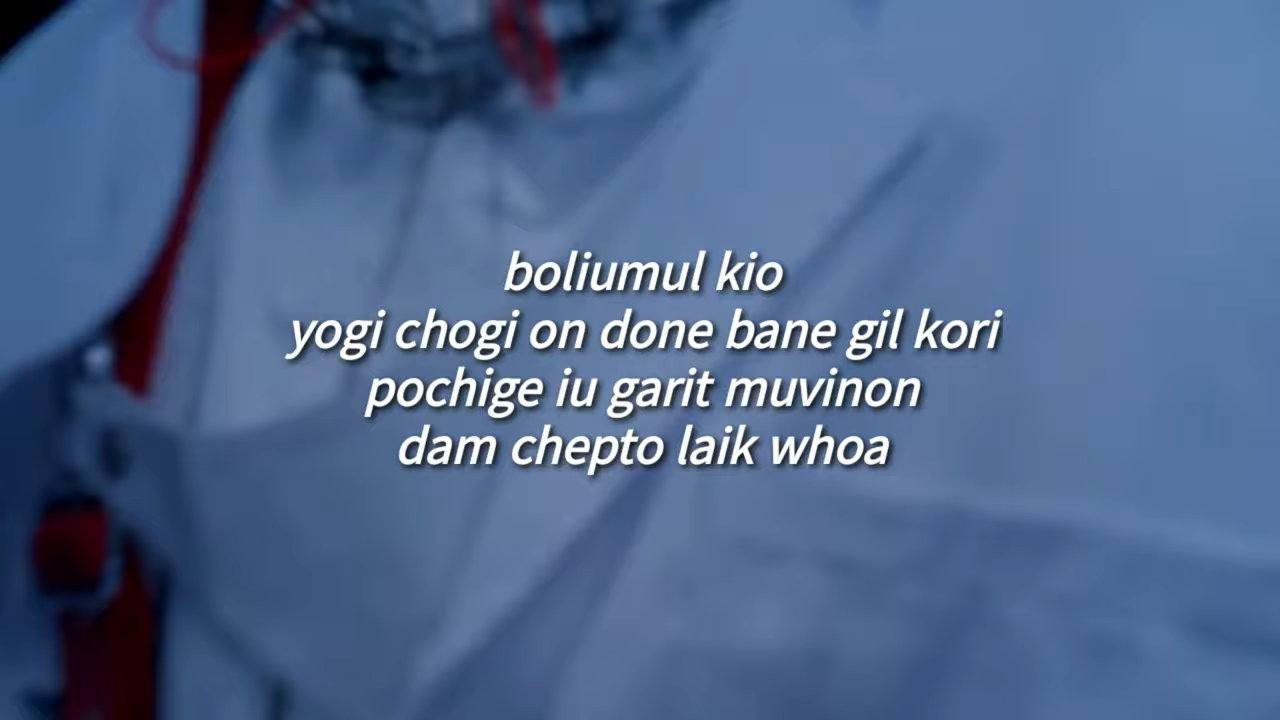 boliumul kio
yogi chogi on done bane gil kori
pochige iu garit muvinon
dam chepto laik whoa